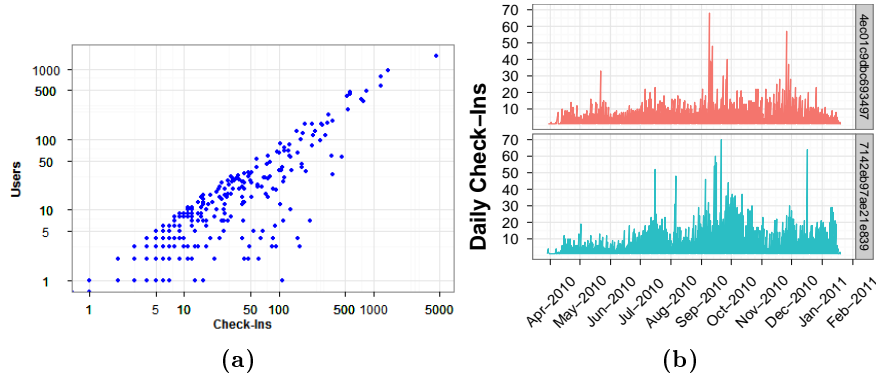 1000
500
100
50
10
5
1
Users
1 5 10 50 100 500 1000 5000
Check-Ins
(a)
Daily Check-Ins
70
60
50
40
30
20
10
4ec01c9dbc693497
70
60
50
40
30
20
10
7142eb97ae21e839
Apr-2010 May-2010 Jun-2010 Jul-2010 Aug-2010 Sep-2010 Oct-2010 Nov-2010 Dec-2010 Jan-2011 Feb-2011
(b)